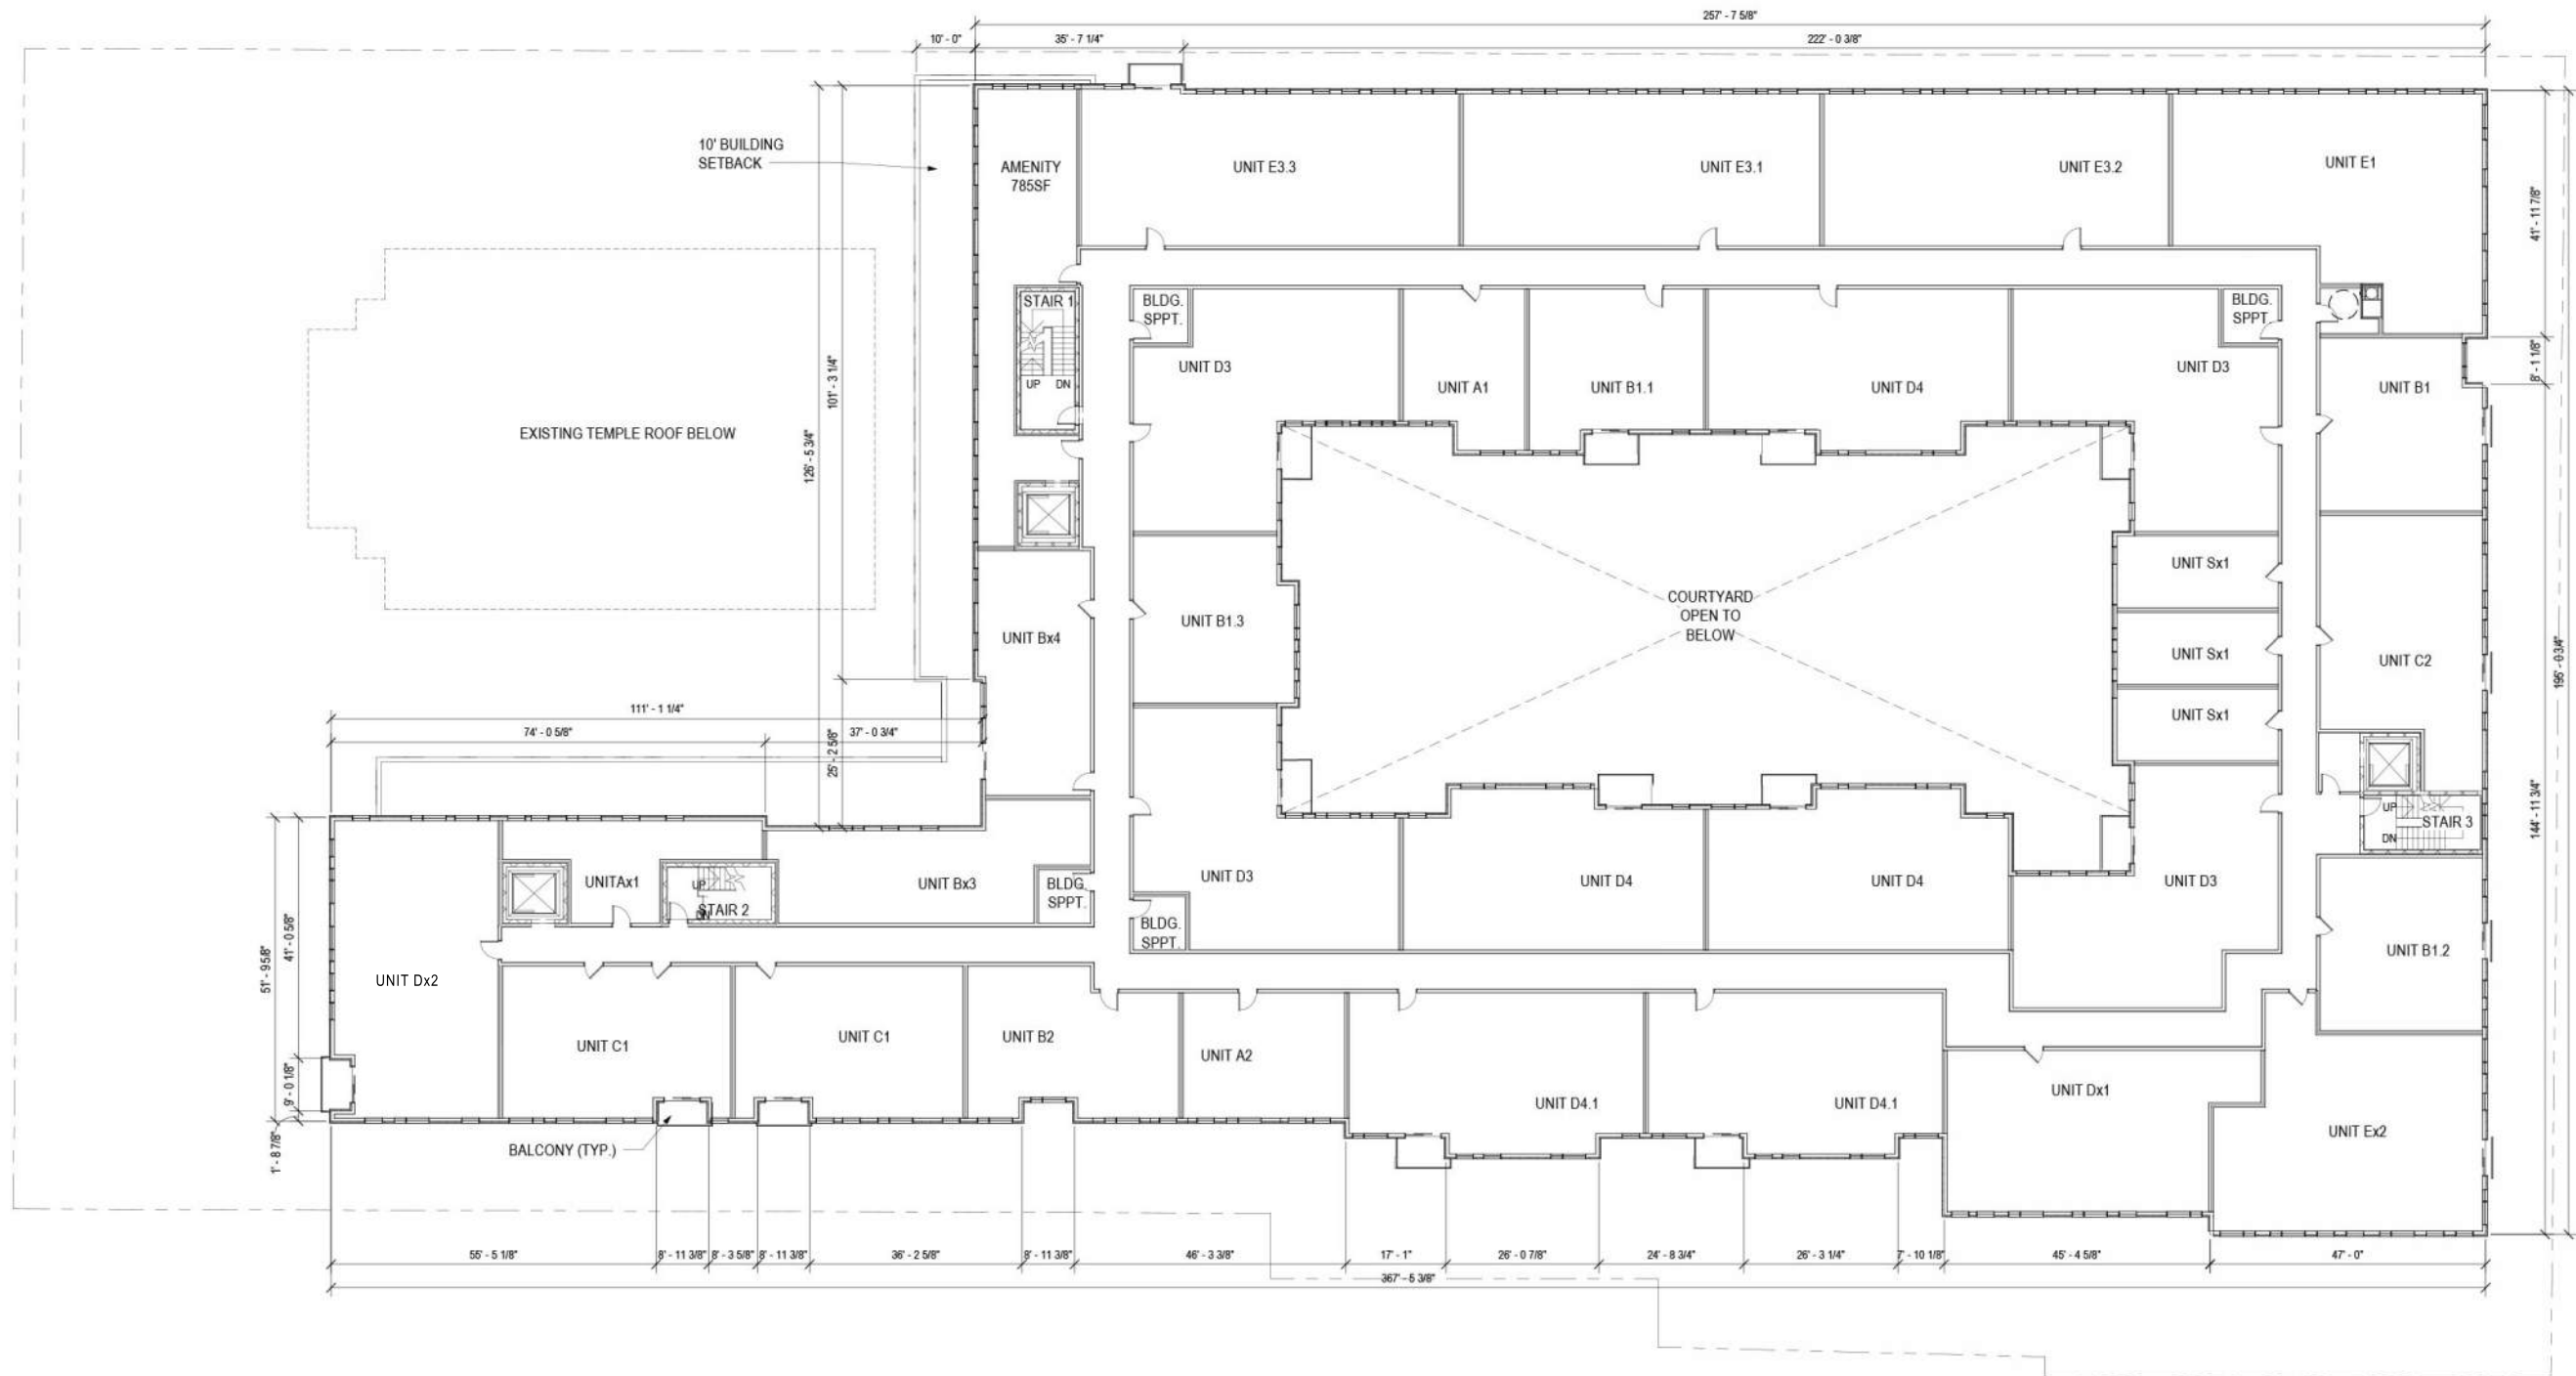 257' - 7 5/8"
10' - 0"
35' - 7 1/4"
222' - 0 3/8"
10' BUILDING
SETBACK
AMENITY
785SF
UNIT E3.3
UNIT E3.1
UNIT E3.2
UNIT E1
41' - 11 7/8"
STAIR 1
UP DN
BLDG.
SPPT.
BLDG.
SPPT.
8' - 1 1/8"
UNIT D3
UNIT A1
UNIT B1.1
UNIT D4
UNIT D3
UNIT B1
101' - 3 1/4"
126' - 5 3/4"
EXISTING TEMPLE ROOF BELOW
UNIT Sx1
COURTYARD
OPEN TO
BELOW
UNIT B1.3
UNIT Bx4
UNIT Sx1
UNIT C2
195' - 0 3/4"
UNIT Sx1
111' - 1 1/4"
74' - 0 5/8"
37' - 0 3/4"
25' - 2 5/8"
144' - 11 3/4"
UP
DN
STAIR 3
UNITAx1
UP
DN
STAIR 2
UNIT Bx3
BLDG.
SPPT.
UNIT D3
BLDG.
SPPT.
UNIT D4
UNIT D4
UNIT D3
UNIT B1.2
51' - 9 5/8"
41' - 0 5/8"
9' - 0 1/8"
1' - 8 7/8"
UNIT Dx2
UNIT C1
UNIT C1
UNIT B2
UNIT A2
UNIT D4.1
UNIT D4.1
UNIT Dx1
UNIT Ex2
BALCONY (TYP.)
55' - 5 1/8"
8' - 11 3/8"
8' - 3 5/8"
8' - 11 3/8"
36' - 2 5/8"
8' - 11 3/8"
46' - 3 3/8"
17' - 1"
26' - 0 7/8"
24' - 8 3/4"
26' - 3 1/4"
7' - 10 1/8"
45' - 4 5/8"
47' - 0"
367' - 5 3/8"